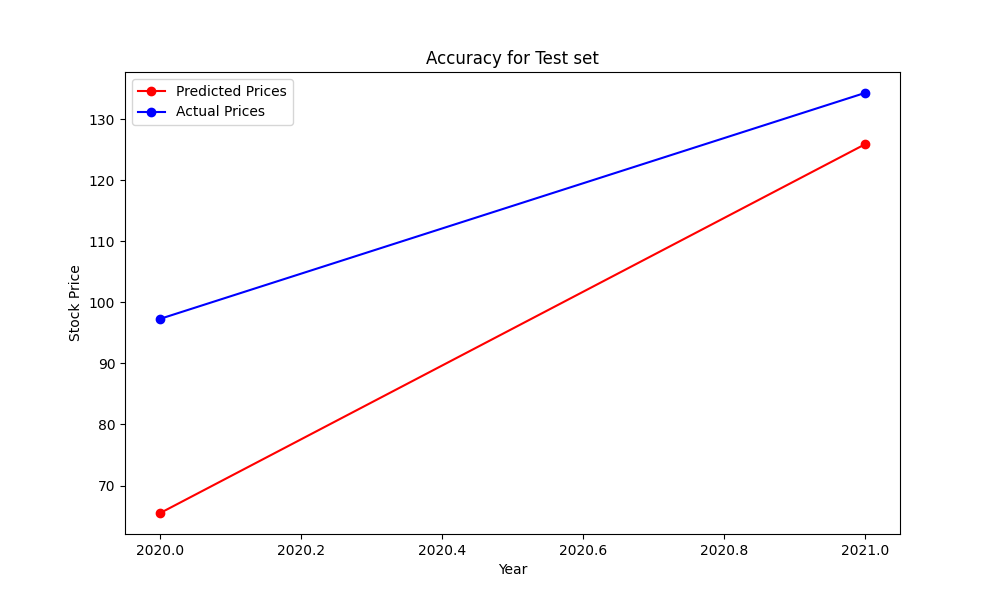 Accuracy for Test set
Predicted Prices
Actual Prices
Stock Price
130
120
110
100
90
80
70
2020.0 2020.2 2020.4 2020.6 2020.8 2021.0
Year